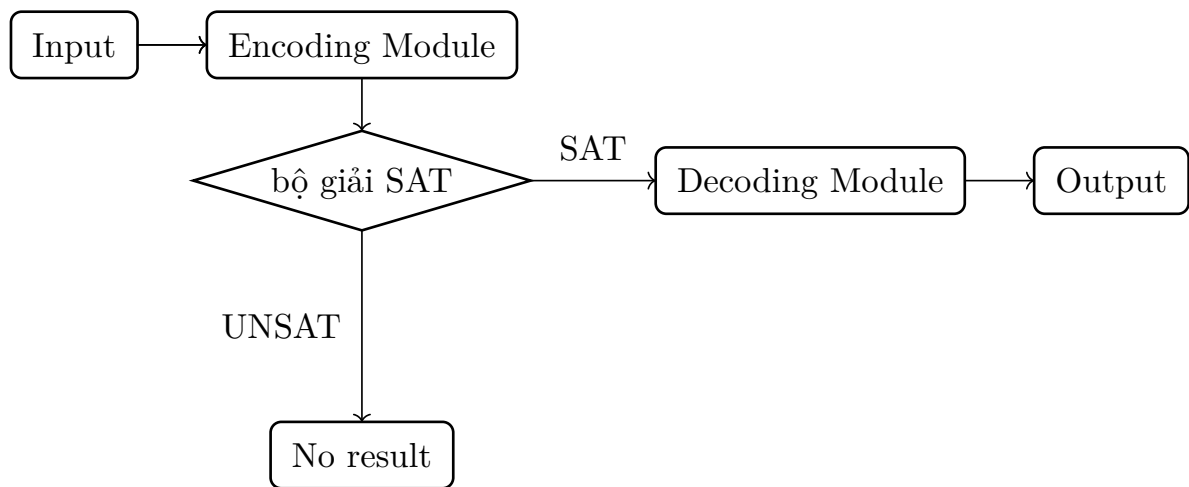 Input
Encoding Module
bộ giải SAT
SAT
Decoding Module
Output
UNSAT
No result